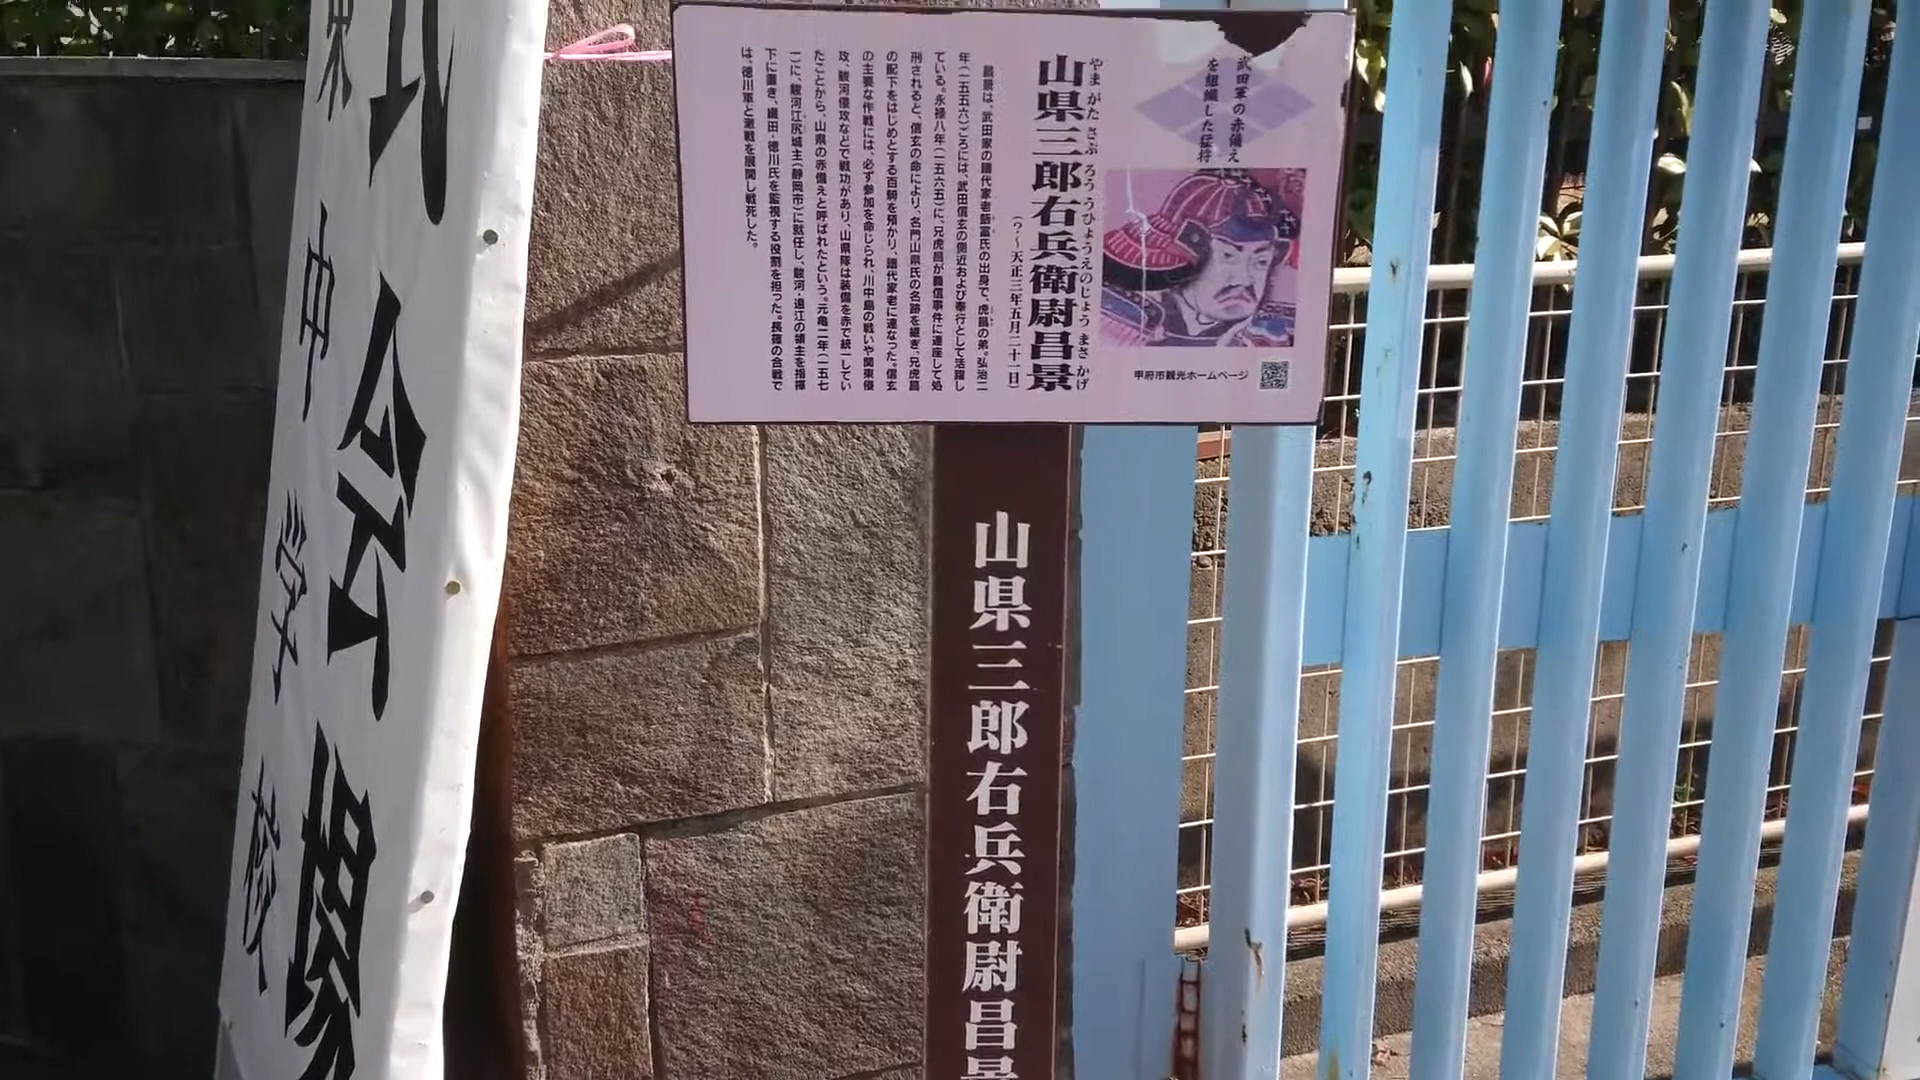 武田軍の赤備え
を組織した猛将
やま がた さぶ ろう うひょうえのじょう まさ かげ
山県三郎右兵衛尉昌景
(?～天正三年五月二十一日)
昌景は、武田家の譜代家老飯富氏の出身で、虎昌の弟。弘治二
年(一五五六)ごろには、武田信玄の側近および奉行として活躍し
ている。永禄八年(一五六五)に、兄虎昌が義信事件に連座して処
刑されると、信玄の命により、名門山県氏の名跡を継ぎ、兄虎昌
の配下をはじめとする百騎を預かり、譜代家老に連なった。信玄
の主要な作戦には、必ず参加を命じられ、川中島の戦いや関東侵
攻、駿河侵攻などで戦功があり、山県隊は装備を赤で統一してい
たことから、山県の赤備えと呼ばれたという。元亀二年(一五七
一)に、駿河江尻城主(静岡市)に就任し、駿河・遠江の領主を指揮
下に置き、織田・徳川氏を監視する役割を担った。長篠の合戦で
は、徳川軍と激戦を展開し戦死した。
甲府市観光ホームページ
山県三郎右兵衛尉昌景
式会
東中学校